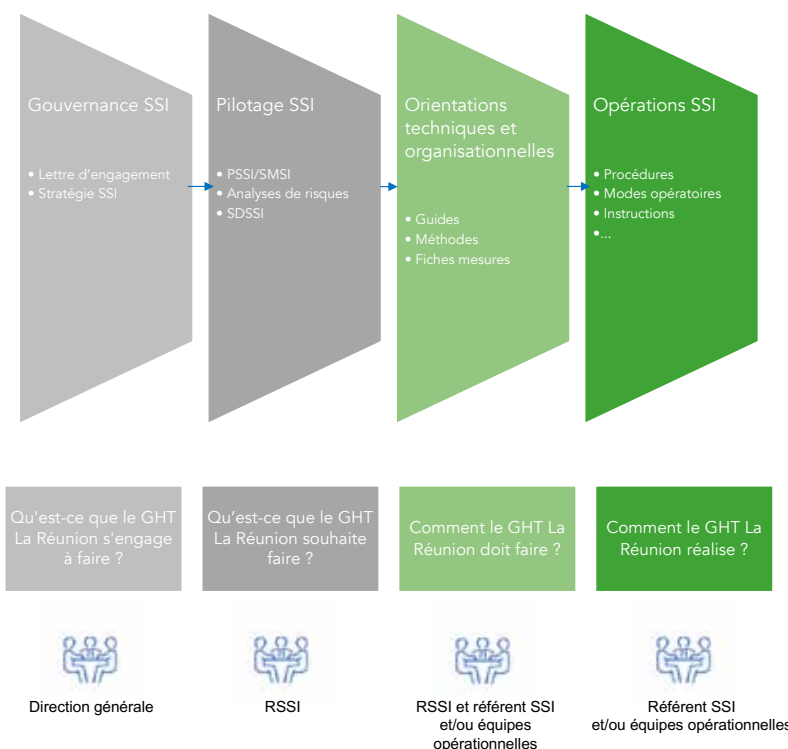 Gouvernance SSI
• Lettre d'engagement
• Stratégie SSI
Pilotage SSI
• PSSI/SMSI
• Analyses de risques
• SDSSI
Orientations
techniques et
organisationnelles
• Guides
• Méthodes
• Fiches mesures
Opérations SSI
• Procédures
• Modes opératoires
• Instructions
•...
Qu'est-ce que le GHT
La Réunion s'engage
à faire ?
Qu'est-ce que le GHT
La Réunion souhaite
faire ?
Comment le GHT La
Réunion doit faire ?
Comment le GHT La
Réunion réalise ?
Direction générale
RSSI
RSSI et référent SSI
et/ou équipes
opérationnelles
Référent SSI
et/ou équipes opérationnelles